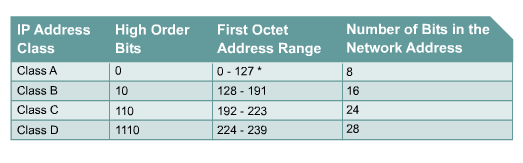 IP Address Class High Order Bits First Octet Address Range Number of Bits in the Network Address
Class A 0 0 - 127 * 8
Class B 10 128 - 191 16
Class C 110 192 - 223 24
Class D 1110 224 - 239 28